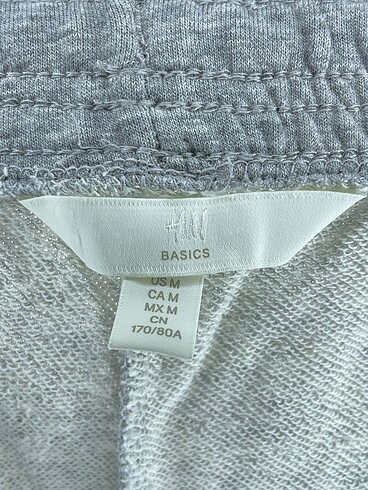 H&M
BASICS
US M
CA M
MX M
CN
170/80A